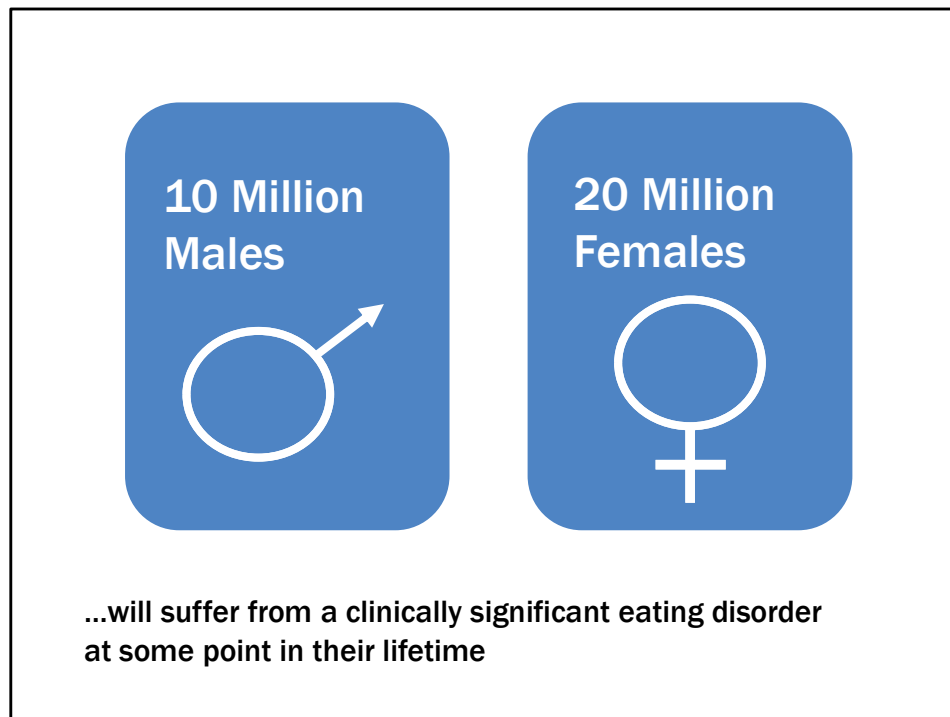 10 Million
Males
20 Million
Females
...will suffer from a clinically significant eating disorder
at some point in their lifetime